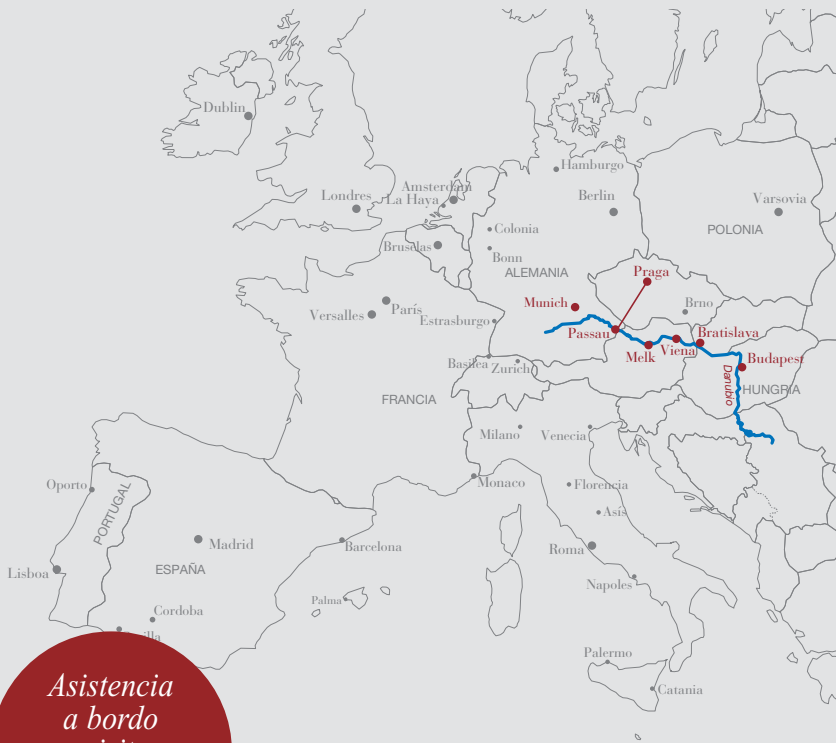 Dublin
Hamburgo
Amsterdam
Londres
La Haya
Berlin
Varsovia
Colonia
POLONIA
Bruselas
Bonn
ALEMANIA
Praga
Munich
Brno
París
Versalles
Estrasburgo
Passau
Bratislava
Viena
Melk
Budapest
Basilea
Zurich
Danubio
HUNGRIA
FRANCIA
Milano
Venecia
Monaco
Oporto
Florencia
PORTUGAL
Asís
Madrid
Barcelona
Roma
Lisboa
ESPAÑA
Napoles
Palma
Cordoba
Palermo
Catania
Asistencia
a bordo